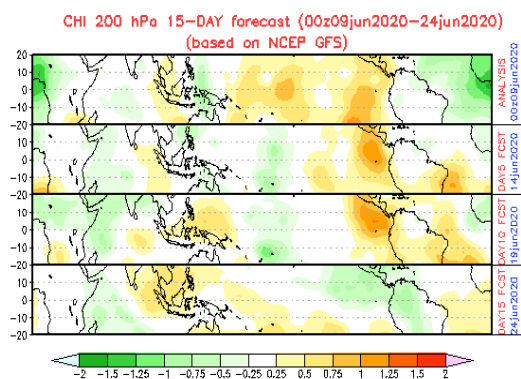 CHI 200 hPa 15-DAY forecast (00z09jun2020-24jun2020)
(based on NCEP GFS)
20
10
0
-10
-20
ANALYSIS
00z09jun2020
20
10
0
-10
-20
DAY5 FCST
14jun2020
20
10
0
-10
-20
DAY10 FCST
19jun2020
20
10
0
-10
-20
DAY15 FCST
24jun2020
-2 -1.5 -1.25 -1 -0.75 -0.5 -0.25 0.25 0.5 0.75 1 1.25 1.5 2